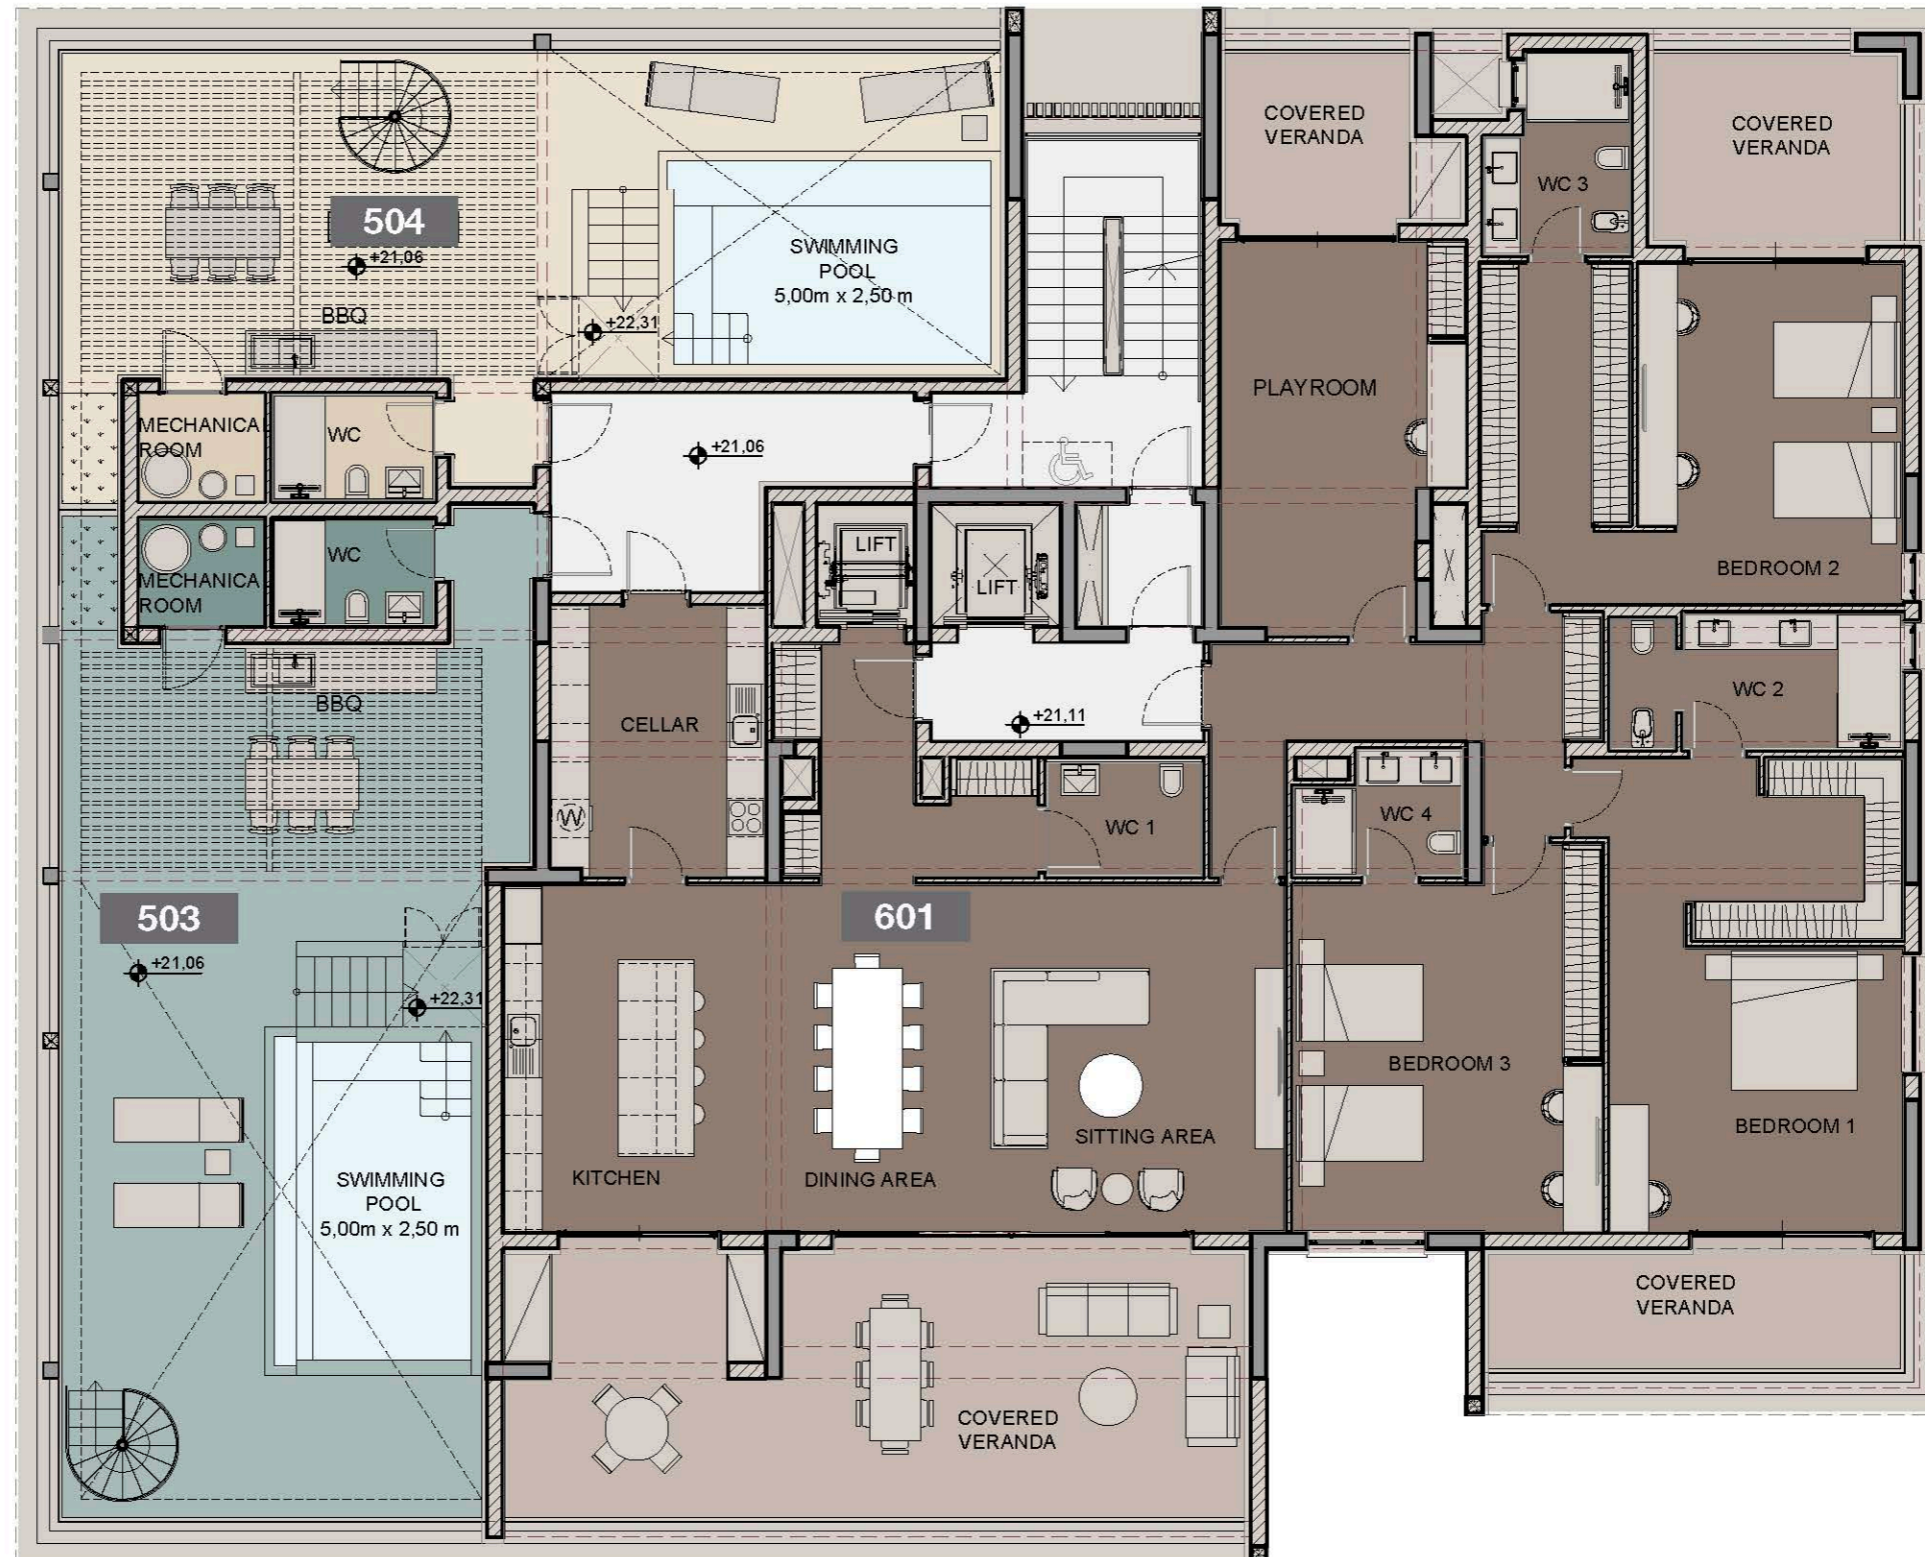 COVERED
VERANDA
COVERED
VERANDA
WC 3
504
+21,06
SWIMMING
POOL
5,00m x 2,50 m
BBQ
+22,31
PLAYROOM
MECHANICAL
ROOM
WC
+21,06
LIFT
LIFT
WC
MECHANICA
ROOM
BEDROOM 2
BBQ
CELLAR
+21,11
WC 2
W
WC 1
WC 4
503
601
+21,06
+22,31
BEDROOM 3
BEDROOM 1
SITTING AREA
KITCHEN
DINING AREA
SWIMMING
POOL
5,00m x 2,50 m
COVERED
VERANDA
COVERED
VERANDA